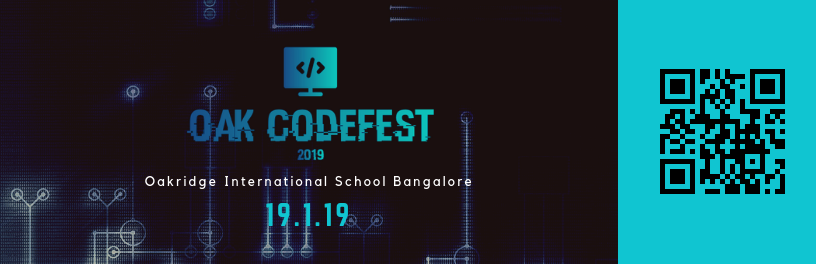 </>
OAK CODEFEST
2019
Oakridge International School Bangalore
19.1.19